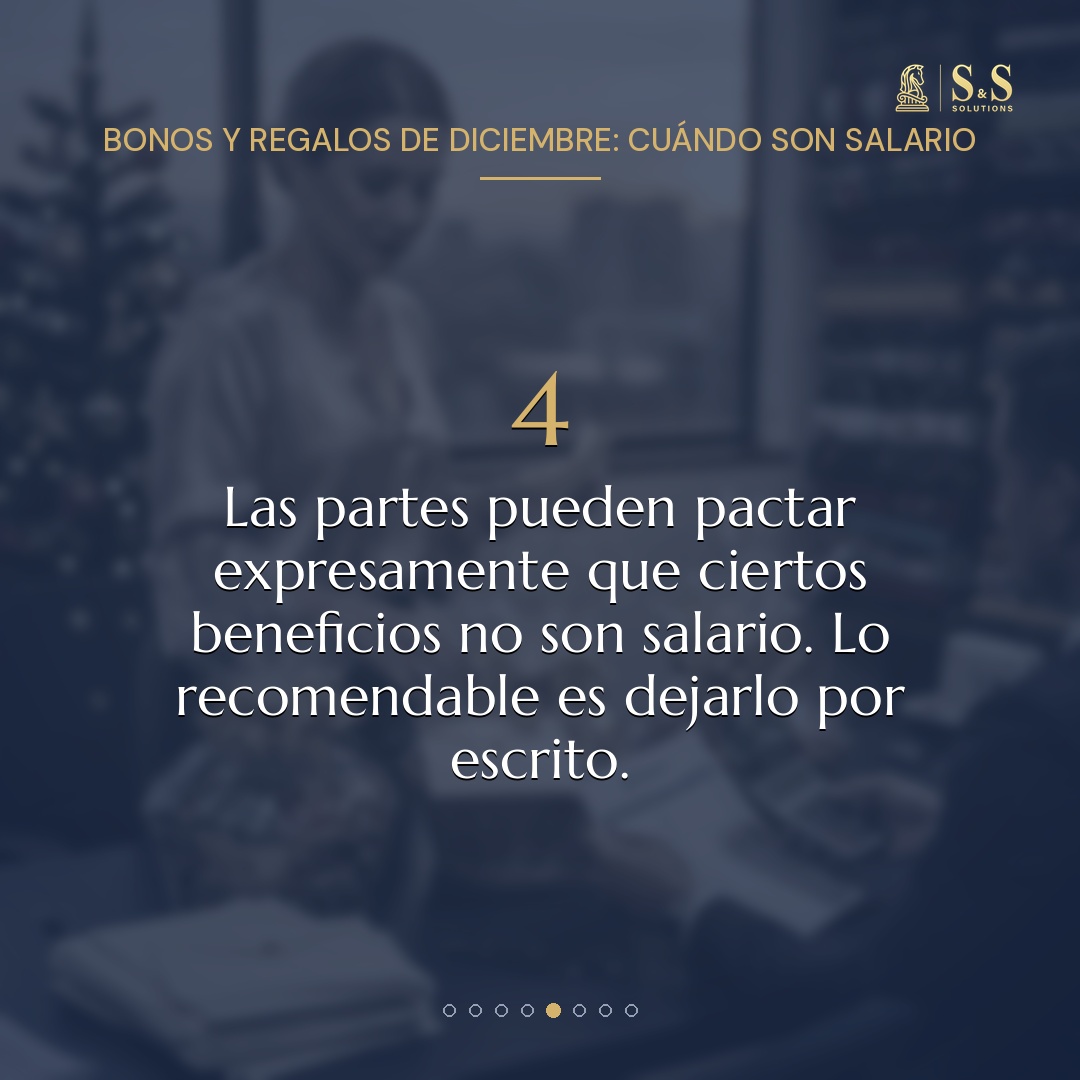 S&S
SOLUTIONS
BONOS Y REGALOS DE DICIEMBRE: CUÁNDO SON SALARIO
4
Las partes pueden pactar
expresamente que ciertos
beneficios no son salario. Lo
recomendable es dejarlo por
escrito.